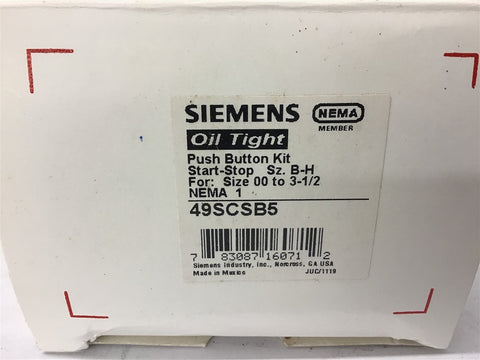 SIEMENS
NEMA
MEMBER
Oil Tight
Push Button Kit
Start-Stop Sz. B-H
For: Size 00 to 3-1/2
NEMA 1
49SCSB5
7 83087 16071 2
Siemens Industry, Inc., Norcross, GA USA
Made in Mexico JUC/1119